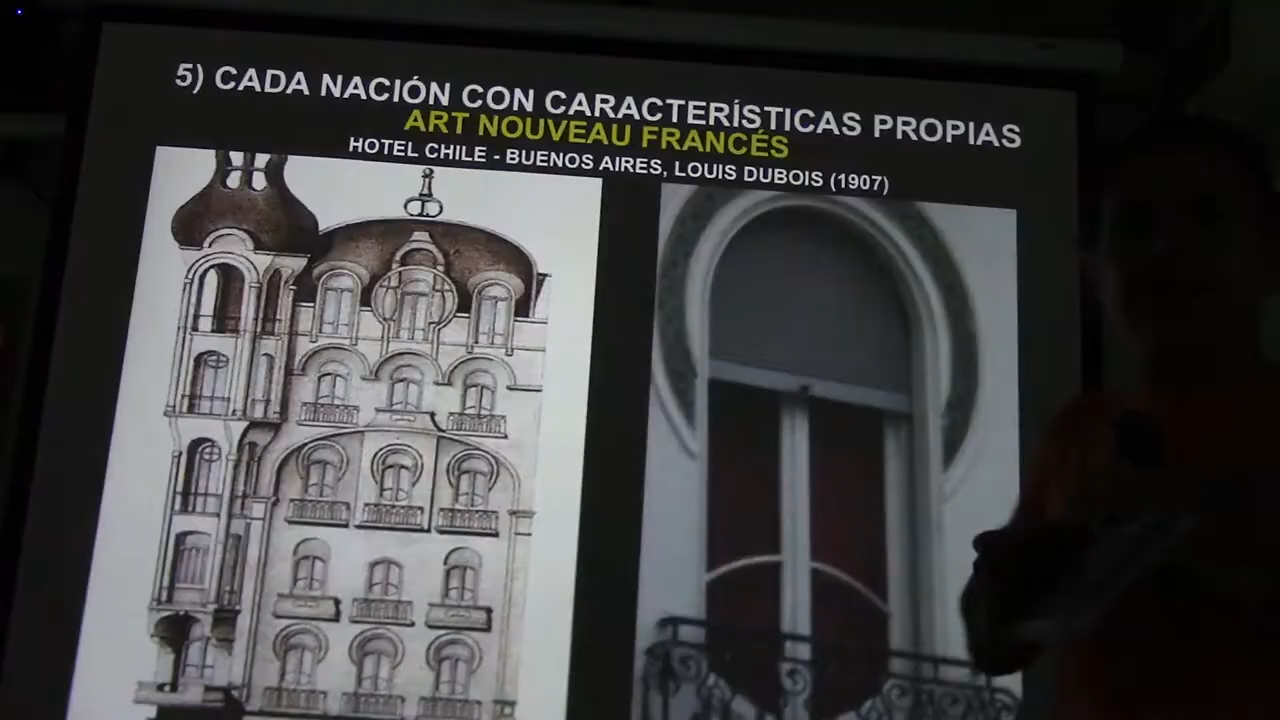 5) CADA NACIÓN CON CARACTERÍSTICAS PROPIAS
ART NOUVEAU FRANCÉS
HOTEL CHILE - BUENOS AIRES, LOUIS DUBOIS (1907)